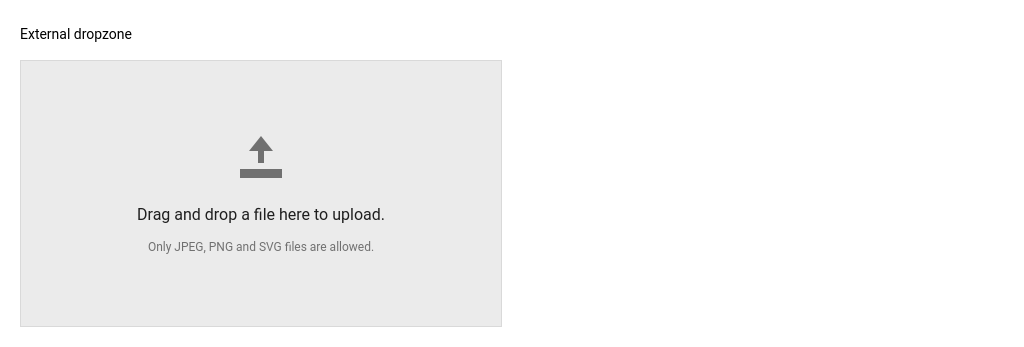 External dropzone
Drag and drop a file here to upload.
Only JPEG, PNG and SVG files are allowed.